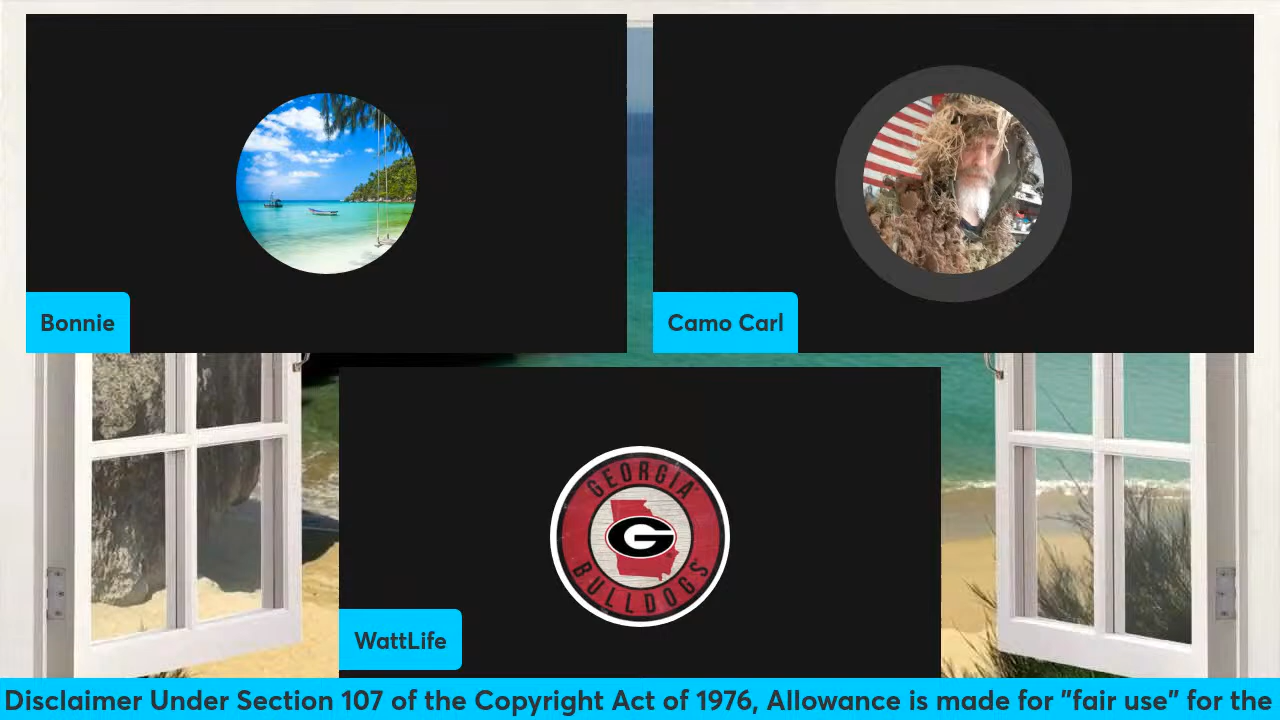 Bonnie
Camo Carl
GEORGIA
G
BULLDOGS
WattLife
Disclaimer Under Section 107 of the Copyright Act of 1976, Allowance is made for "fair use" for the